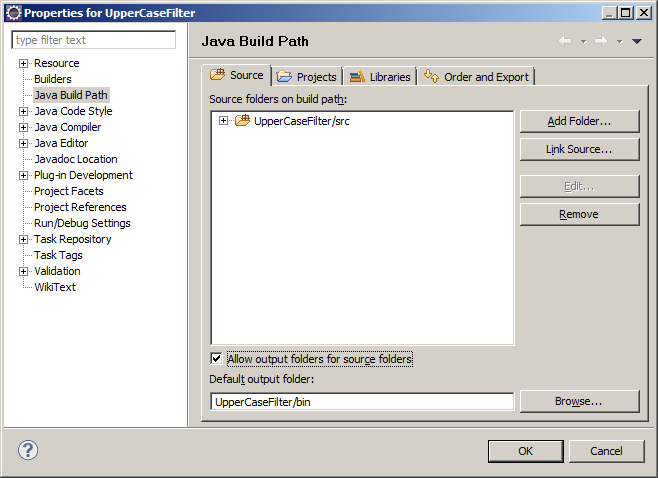 Properties for UpperCaseFilter
type filter text
Resource
Builders
Java Build Path
Java Code Style
Java Compiler
Java Editor
Javadoc Location
Plug-in Development
Project Facets
Project References
Run/Debug Settings
Task Repository
Task Tags
Validation
WikiText
Java Build Path
Source Projects Libraries Order and Export
Source folders on build path:
UpperCaseFilter/src
Add Folder...
Link Source...
Edit...
Remove
Allow output folders for source folders
Default output folder:
UpperCaseFilter/bin
Browse...
?
OK Cancel